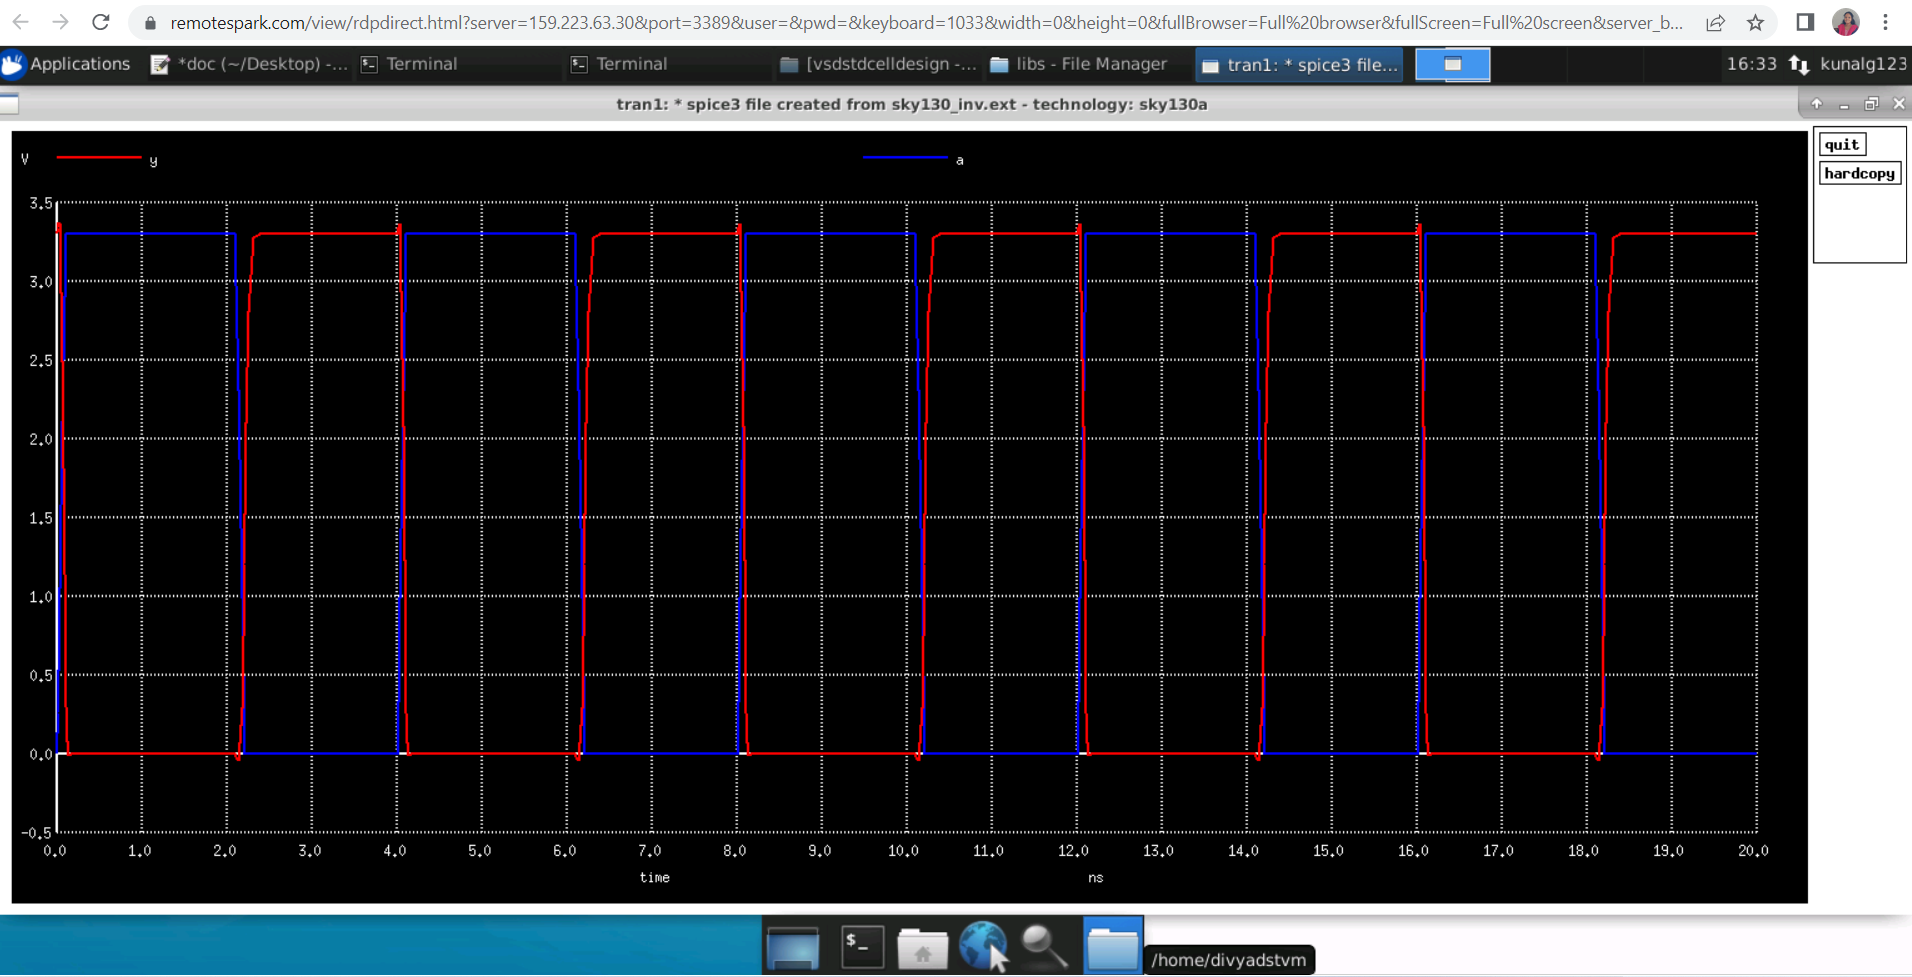 remotespark.com/view/rdpdirect.html?server=159.223.63.30&port=3389&user=&pwd=&keyboard=1033&width=0&height=0&fullBrowser=Full%20browser&fullScreen=Full%20screen&server_b...
Applications *doc (~/Desktop) -... Terminal Terminal [vsdstdcelldesign -... libs - File Manager tran1: * spice3 file... 16:33 kunalg123
tran1: * spice3 file created from sky130_inv.ext - technology: sky130a
quit
hardcopy
V y a
3.5
3.0
2.5
2.0
1.5
1.0
0.5
0.0
-0.5
0.0 1.0 2.0 3.0 4.0 5.0 6.0 7.0 8.0 9.0 10.0 11.0 12.0 13.0 14.0 15.0 16.0 17.0 18.0 19.0 20.0
time ns
$_
/home/divyadstvm